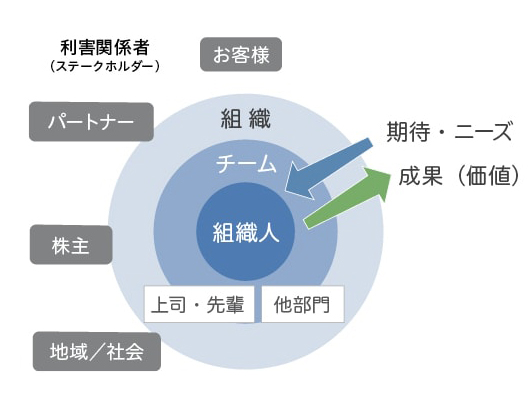 利害関係者
（ステークホルダー）
お客様
パートナー
組織
期待・ニーズ
チーム
成果（価値）
組織人
株主
上司・先輩
他部門
地域／社会